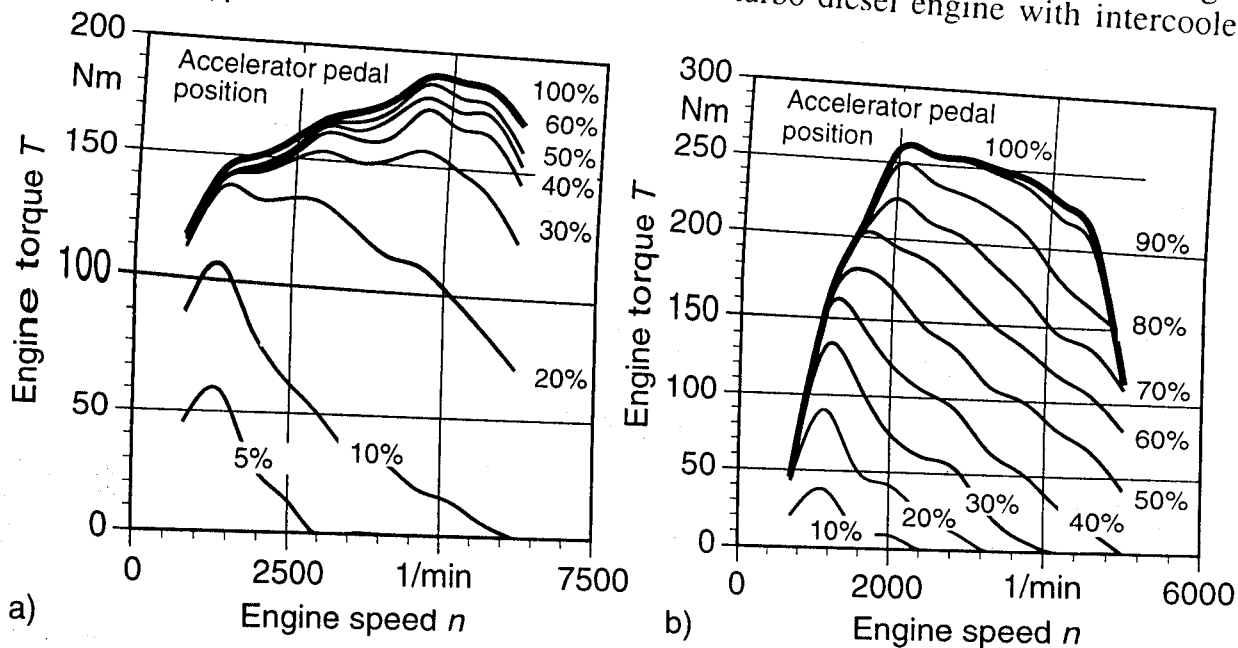 turbo diesel engine with intercoole
200
Nm
150
100
50
0
Engine torque T
Accelerator pedal
position
100%
60%
50%
40%
30%
20%
10%
5%
0
2500
1/min
7500
Engine speed n
a)
300
Nm
250
200
150
100
50
0
Engine torque T
Accelerator pedal
position
100%
90%
80%
70%
60%
50%
40%
30%
20%
10%
0
2000
1/min
6000
Engine speed n
b)